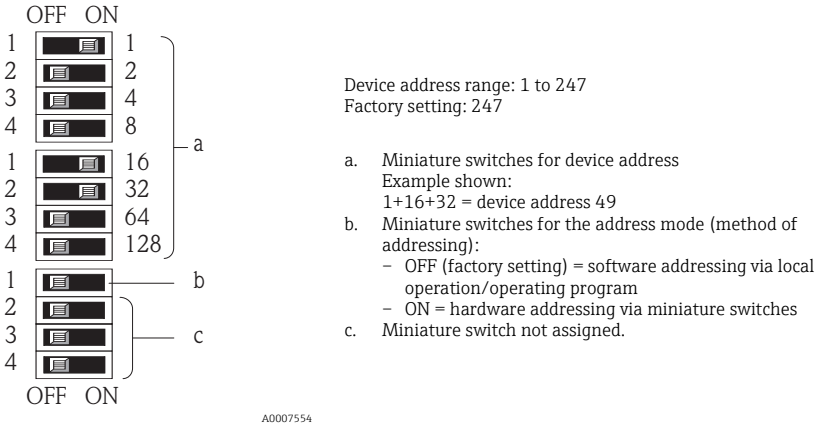 OFF ON
1 1
2 2
3 4
4 8
1 16
2 32
3 64
4 128
a
1 b
2
3 c
4
OFF ON
A0007554
Device address range: 1 to 247
Factory setting: 247
a. Miniature switches for device address
Example shown:
1+16+32 = device address 49
b. Miniature switches for the address mode (method of
addressing):
– OFF (factory setting) = software addressing via local
operation/operating program
– ON = hardware addressing via miniature switches
c. Miniature switch not assigned.